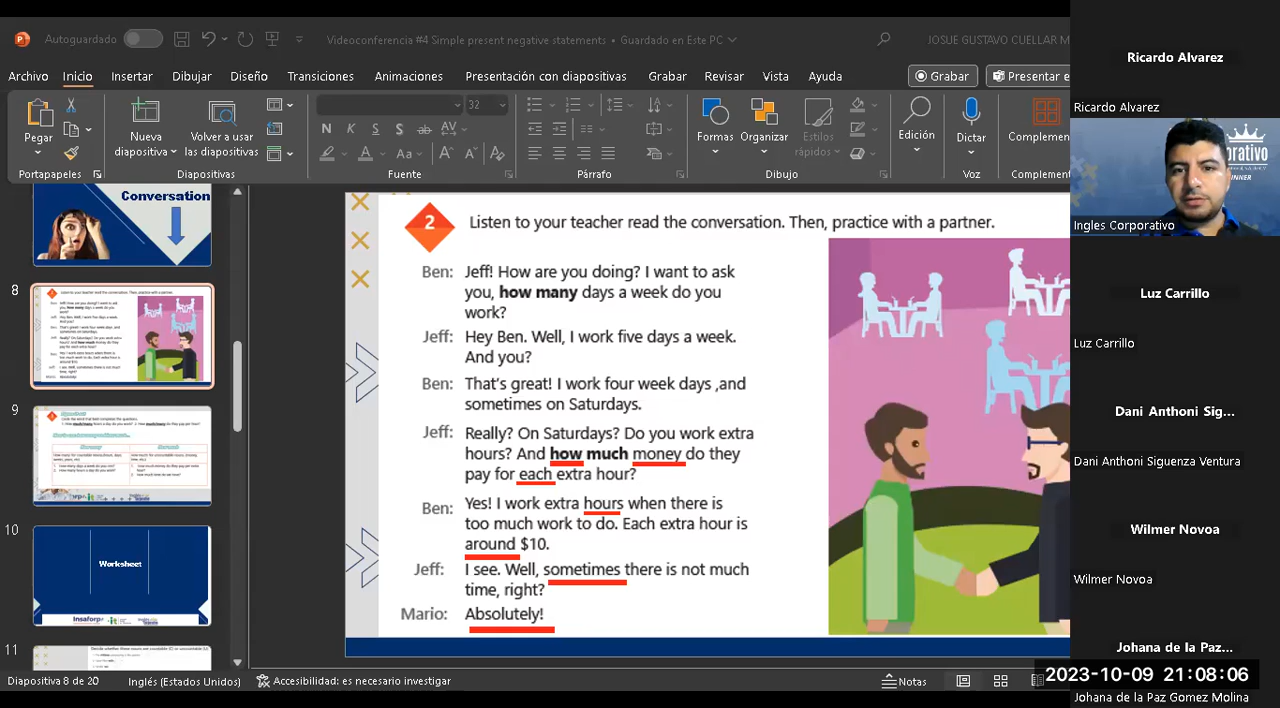 Autoguardado
Videoconferencia #4 Simple present negative statements • Guardado en Este PC
JOSUE GUSTAVO CUELLAR M
Archivo Inicio Insertar Dibujar Diseño Transiciones Animaciones Presentación con diapositivas Grabar Revisar Vista Ayuda
Grabar
Presentar e
Pegar
Nueva diapositiva
Volver a usar las diapositivas
32
N
S
S
ab
AV
A
Aa
A
A
A
Formas
Organizar
Estilos rápidos
Edición
Dictar
Complemen
Portapapeles
Diapositivas
Fuente
Párrafo
Dibujo
Voz
Complement
Conversation
8
9
10
Worksheet
Insaforp
11
2
Listen to your teacher read the conversation. Then, practice with a partner.
Ben: Jeff! How are you doing? I want to ask
you, how many days a week do you
work?
Jeff: Hey Ben. Well, I work five days a week.
And you?
Ben: That's great! I work four week days ,and
sometimes on Saturdays.
Jeff: Really? On Saturdays? Do you work extra
hours? And how much money do they
pay for each extra hour?
Ben: Yes! I work extra hours when there is
too much work to do. Each extra hour is
around $10.
Jeff: I see. Well, sometimes there is not much
time, right?
Mario: Absolutely!
Diapositiva 8 de 20
Inglés (Estados Unidos)
Accesibilidad: es necesario investigar
Notas
Ricardo Alvarez
Ricardo Alvarez
orativo
NNER
Ingles Corporativo
Luz Carrillo
Luz Carrillo
Dani Anthoni Sig...
Dani Anthoni Siguenza Ventura
Wilmer Novoa
Wilmer Novoa
Johana de la Paz...
2023-10-09 21:08:06
Johana de la Paz Gomez Molina